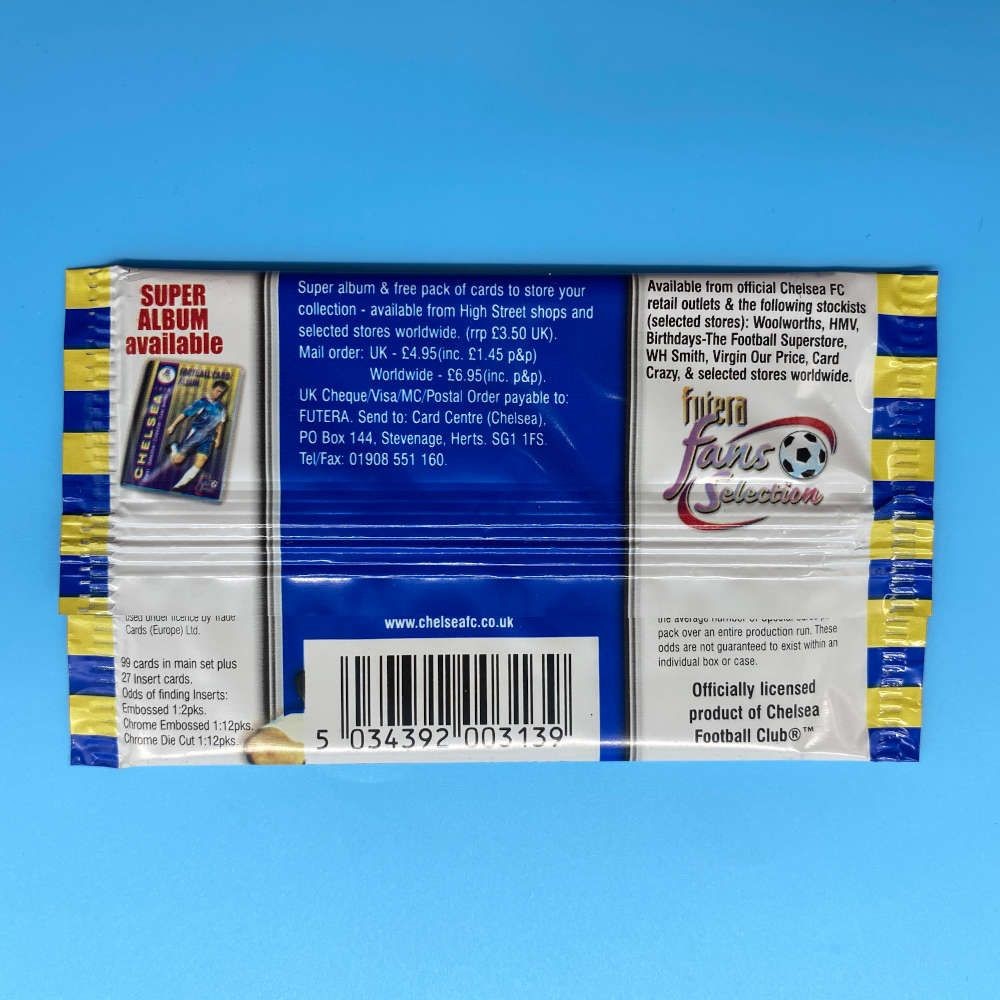 SUPER
ALBUM
available
FOOTBALL CARD
ALBUM
CHELSEA
Super album & free pack of cards to store your
collection - available from High Street shops and
selected stores worldwide. (rrp £3.50 UK).
Mail order: UK - £4.95(inc. £1.45 p&p)
Worldwide - £6.95(inc. p&p).
UK Cheque/Visa/MC/Postal Order payable to:
FUTERA. Send to: Card Centre (Chelsea),
PO Box 144, Stevenage, Herts. SG1 1FS.
Tel/Fax: 01908 551 160.
Available from official Chelsea FC
retail outlets & the following stockists
(selected stores): Woolworths, HMV,
Birthdays-The Football Superstore,
WH Smith, Virgin Our Price, Card
Crazy, & selected stores worldwide.
futera
fans
Selection
used under licence by Trade
Cards (Europe) Ltd.
99 cards in main set plus
27 Insert cards.
Odds of finding Inserts:
Embossed 1:2pks.
Chrome Embossed 1:12pks.
Chrome Die Cut 1:12pks.
www.chelseafc.co.uk
5 034392 003139
the average number of special
pack over an entire production run. These
odds are not guaranteed to exist within an
individual box or case.
Officially licensed
product of Chelsea
Football Club®™